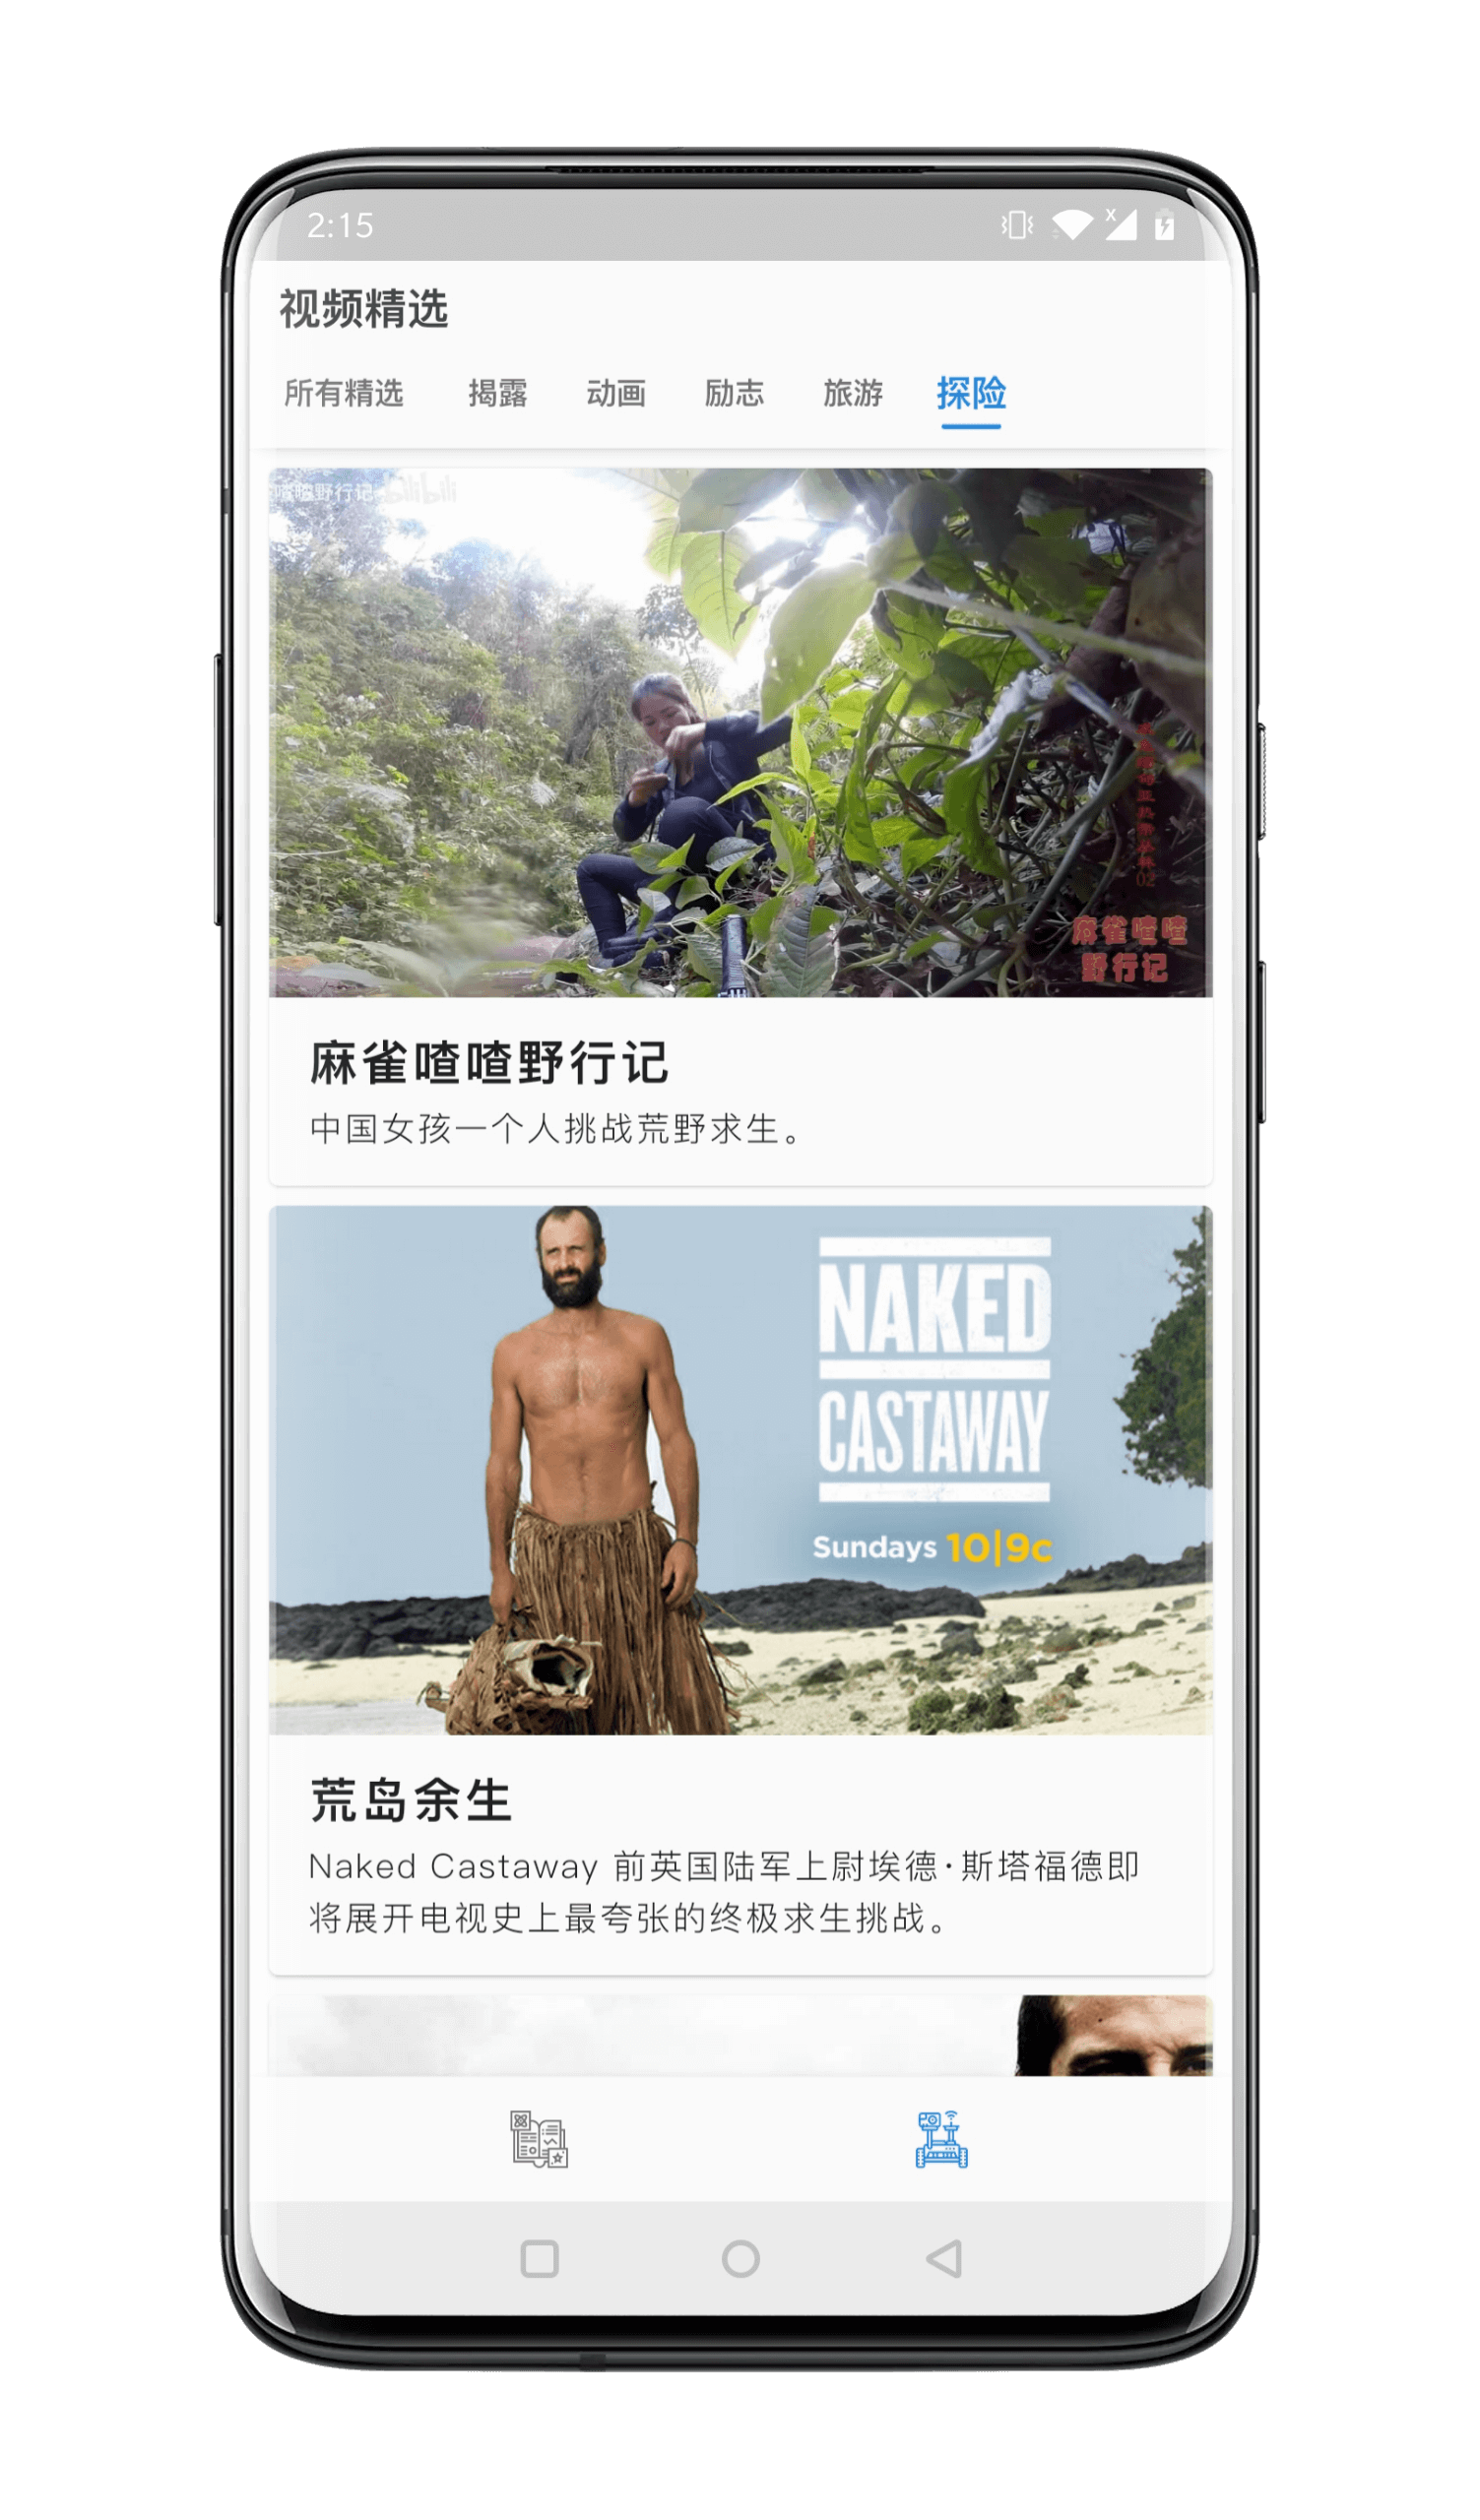 2:15
视频精选
所有精选 揭露 动画 励志 旅游 探险
喳喳野行记 bilibili
02
麻雀喳喳
野行记
麻雀喳喳野行记
中国女孩一个人挑战荒野求生。
NAKED
CASTAWAY
Sundays 10|9c
荒岛余生
Naked Castaway 前英国陆军上尉埃德·斯塔福德即
将展开电视史上最夸张的终极求生挑战。